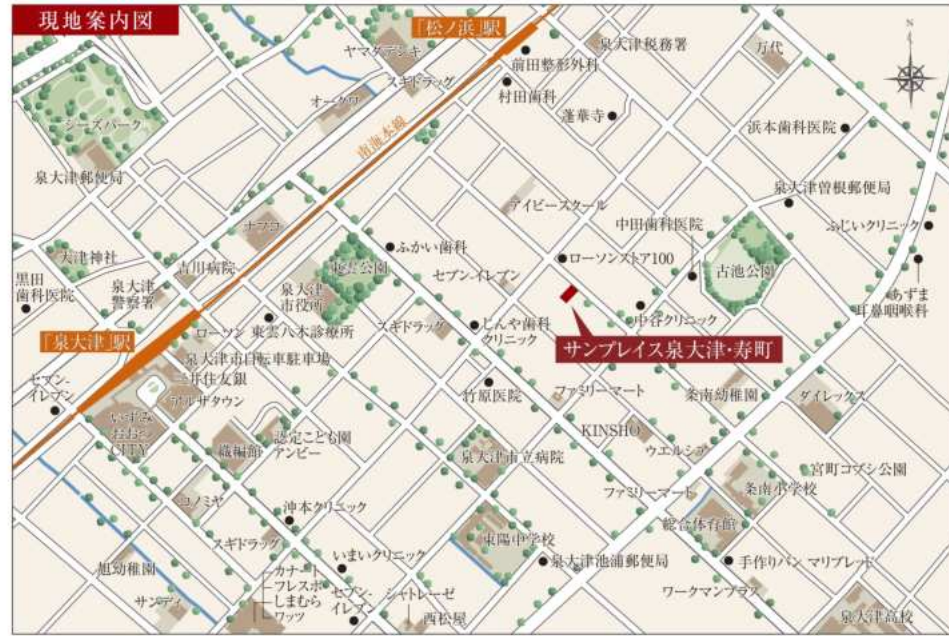 現地案内図
「松ノ浜」駅
N
ヤマダデンキ
泉大津税務署
万代
前田整形外科
スギドラッグ
オークワ
村田歯科
蓮華寺
浜本歯科医院
シーズパーク
南海本線
泉大津郵便局
泉大津曽根郵便局
アイビースクール
中田歯科医院
ふじいクリニック
ナフコ
ふかい歯科
ローソンストア100
大津神社
古川病院
東雲公園
セブン-イレブン
古池公園
黒田
歯科医院
泉大津
警察署
泉大津
市役所
あずま
耳鼻咽喉科
中谷クリニック
「泉大津」駅
ローソン
東雲八木診療所
スギドラッグ
じんや歯科
クリニック
サンプレイス泉大津・寿町
泉大津市自転車駐車場
三井住友銀
アルザタウン
セブン-
イレブン
竹原医院
ファミリーマート
条南幼稚園
ダイレックス
いずみ
おおつ
CITY
織編館
認定こども園
アンビー
KINSHO
ウエルシア
泉大津市立病院
宮町コブシ公園
コノミヤ
ファミリーマート
条南小学校
沖本クリニック
総合体育館
スギドラッグ
東陽中学校
いまいクリニック
泉大津池浦郵便局
手作りパン マリブレッド
旭幼稚園
カナート
フレスポ
しまむら
ワッツ
セブン-
イレブン
シャトレーゼ
ワークマンプラス
サンディ
西松屋
泉大津高校